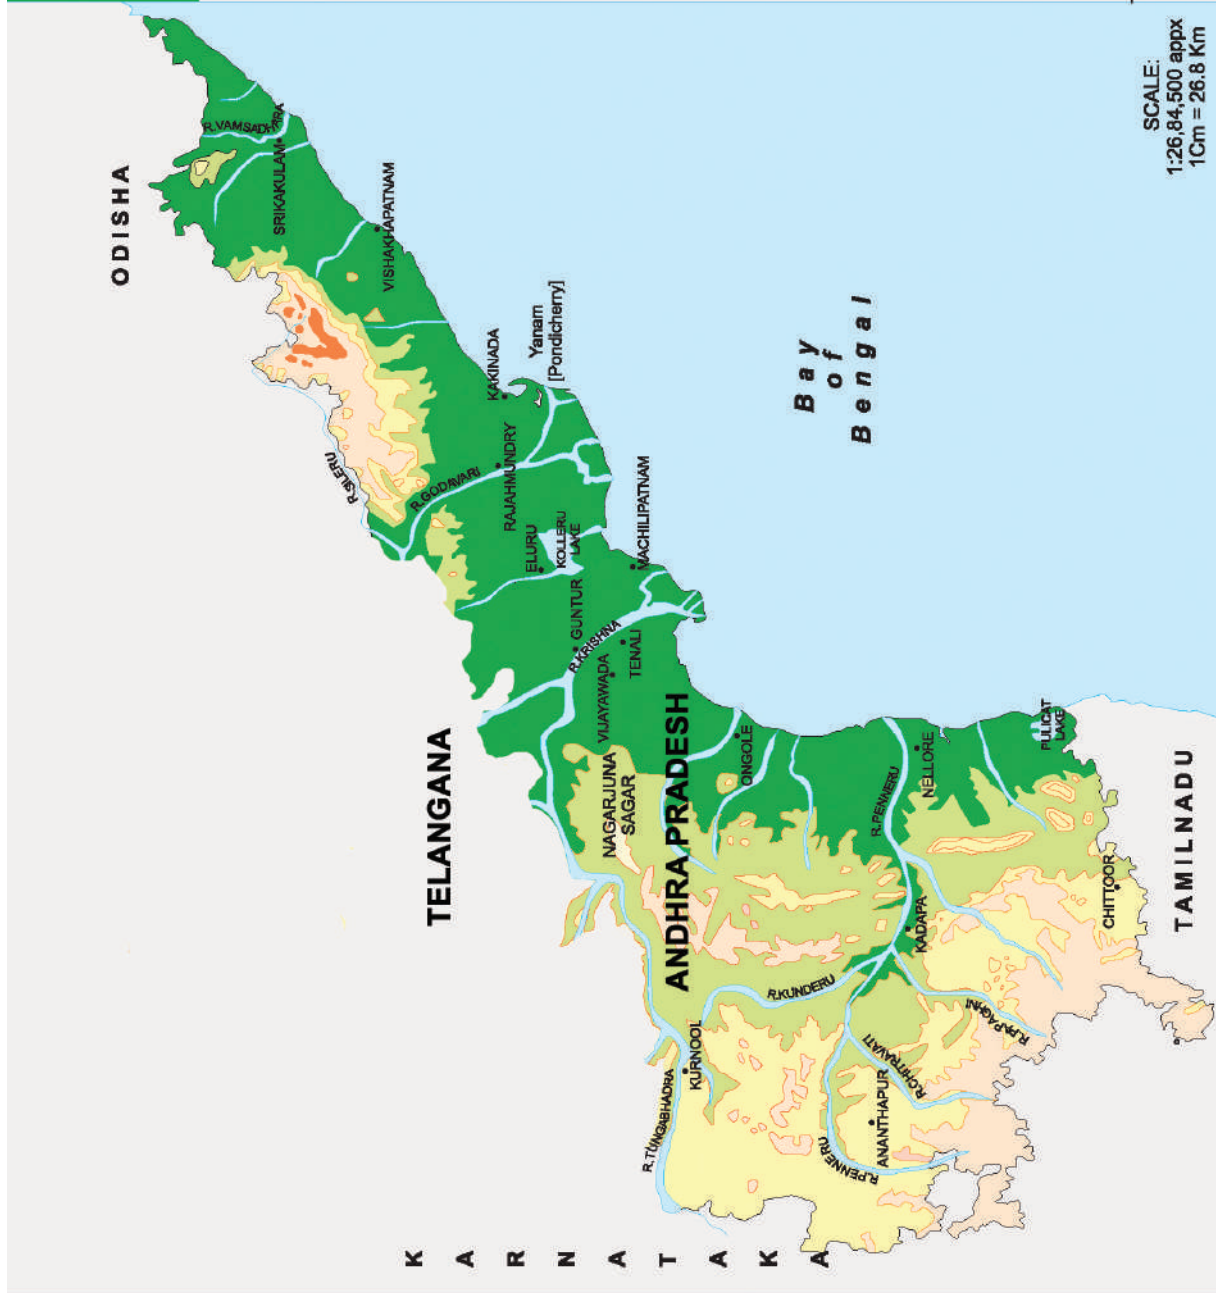 ODISHA
R.VAMSADHARA
SRIKAKULAM
VISHAKHAPATNAM
R.SILERU
KAKINADA
Yanam
[Pondicherry]
R.GODAVARI
RAJAHMUNDRY
ELURU
KOLLERU
LAKE
MACHILIPATNAM
GUNTUR
R.KRISHNA
VIJAYAWADA
TENALI
TELANGANA
NAGARJUNA
SAGAR
ANDHRA PRADESH
ONGOLE
Bay
of
Bengal
R.PENNERU
NELLORE
PULICAT
LAKE
KADAPA
CHITTOOR
R.KUNDERU
KURNOOL
R.TUNGABHADRA
R.PAPAGHNI
R.CHITRAVATI
ANANTHAPUR
R.PENNERU
KARNATAKA
TAMILNADU
SCALE:
1:26,84,500 appx
1Cm = 26.8 Km